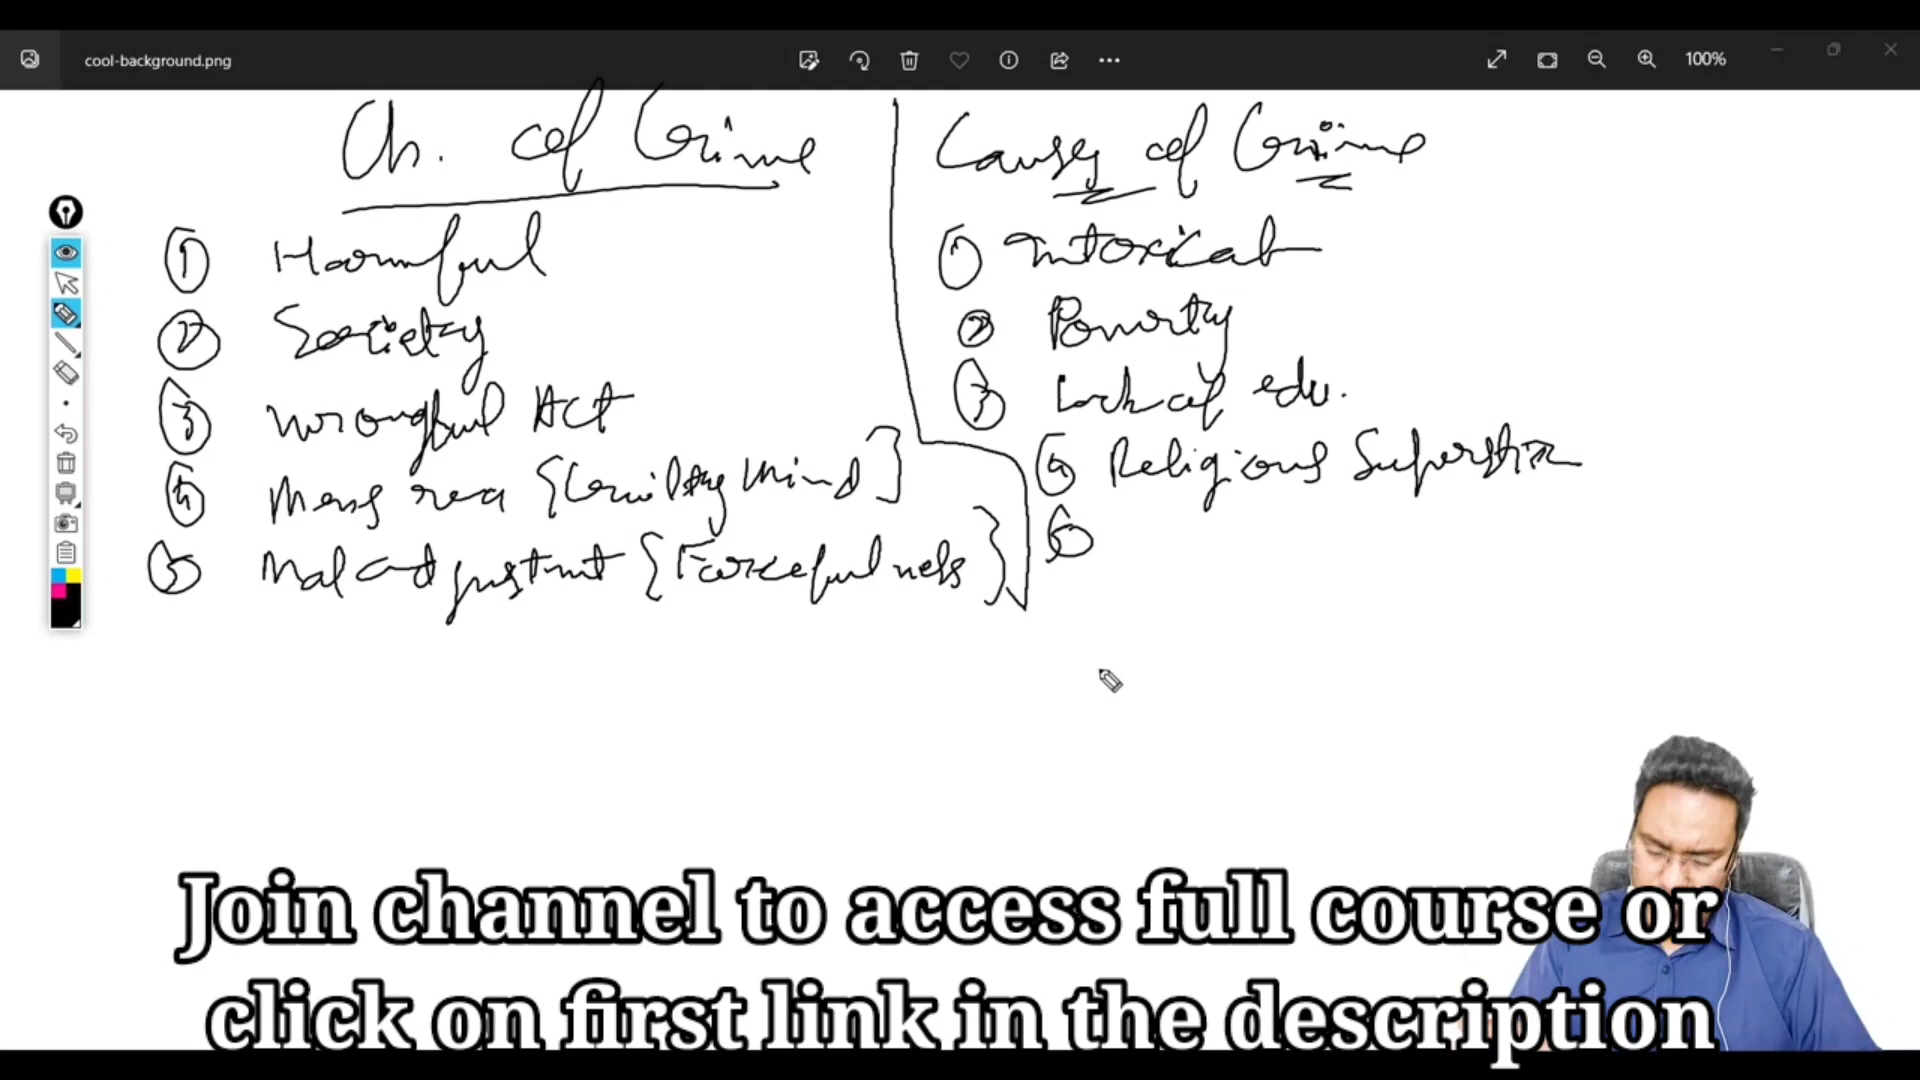 cool-background.png
100%
Ch. of Crime
① Harmful
② Society
③ Wrongful Act
④ Mens rea {Guilty Mind}
⑤ Maladjustmt {Forcefulness}
Causes of Crime
① Intoxicat
② Poverty
③ Lack of edu.
④ Religious Superstition
⑤
Join channel to access full course or
click on first link in the description